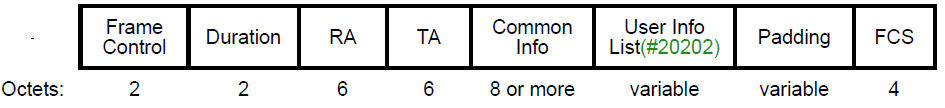 Frame Control
Duration
RA
TA
Common Info
User Info List(#20202)
Padding
FCS
Octets: 2 2 6 6 8 or more variable variable 4